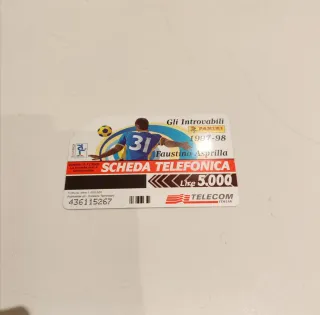 Gli Introvabili
PANINI
1997-98
31
Faustino Asprilla
SCHEDA TELEFONICA
Lire 5.000
436115267
TELECOM
ITALIA